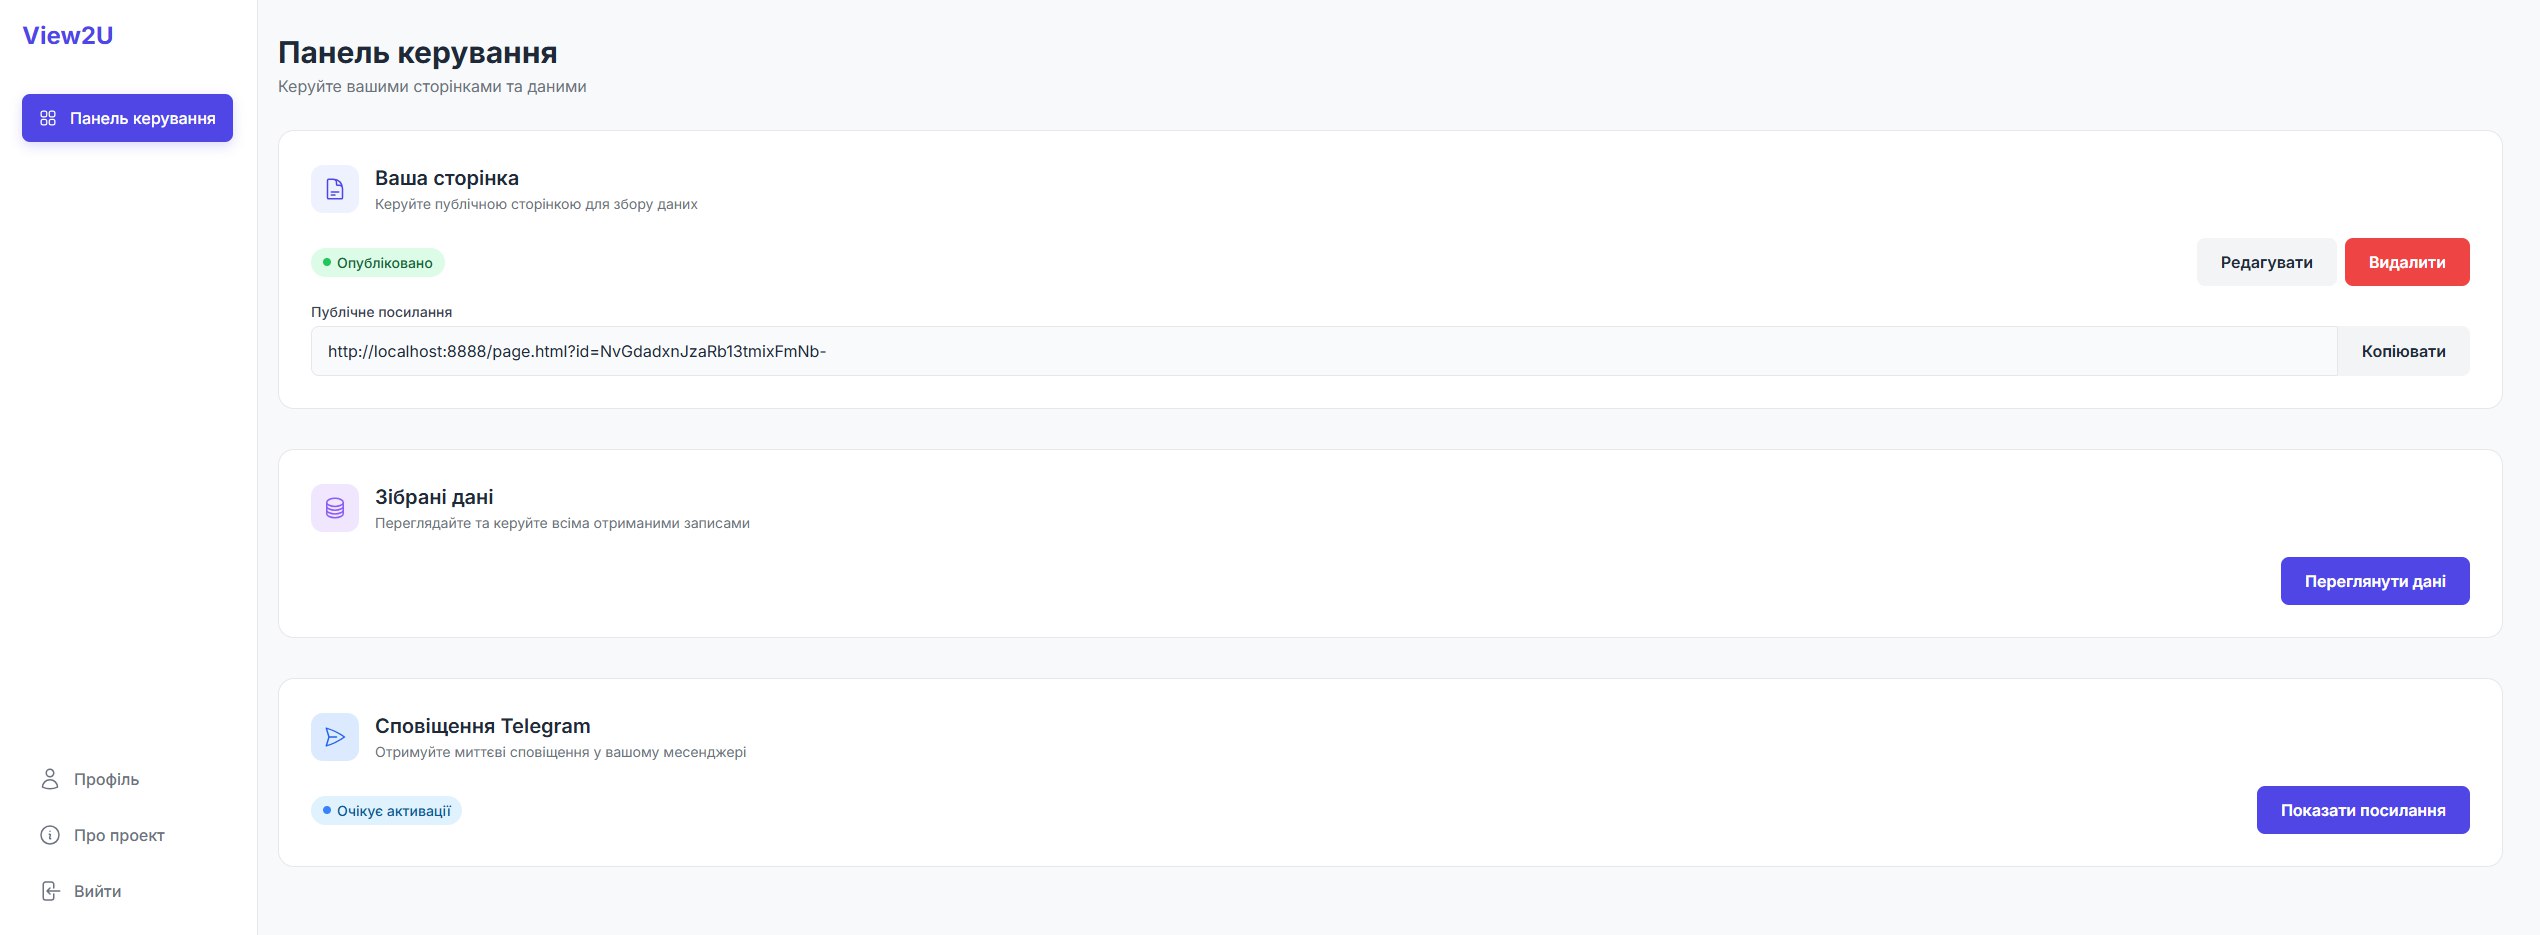 View2U
Панель керування
Панель керування
Керуйте вашими сторінками та даними
Ваша сторінка
Керуйте публічною сторінкою для збору даних
Опубліковано
Редагувати
Видалити
Публічне посилання
http://localhost:8888/page.html?id=NvGdadxnJzaRb13tmixFmNb-
Копіювати
Зібрані дані
Переглядайте та керуйте всіма отриманими записами
Переглянути дані
Сповіщення Telegram
Отримуйте миттєві сповіщення у вашому месенджері
Очікує активації
Показати посилання
Профіль
Про проект
Вийти